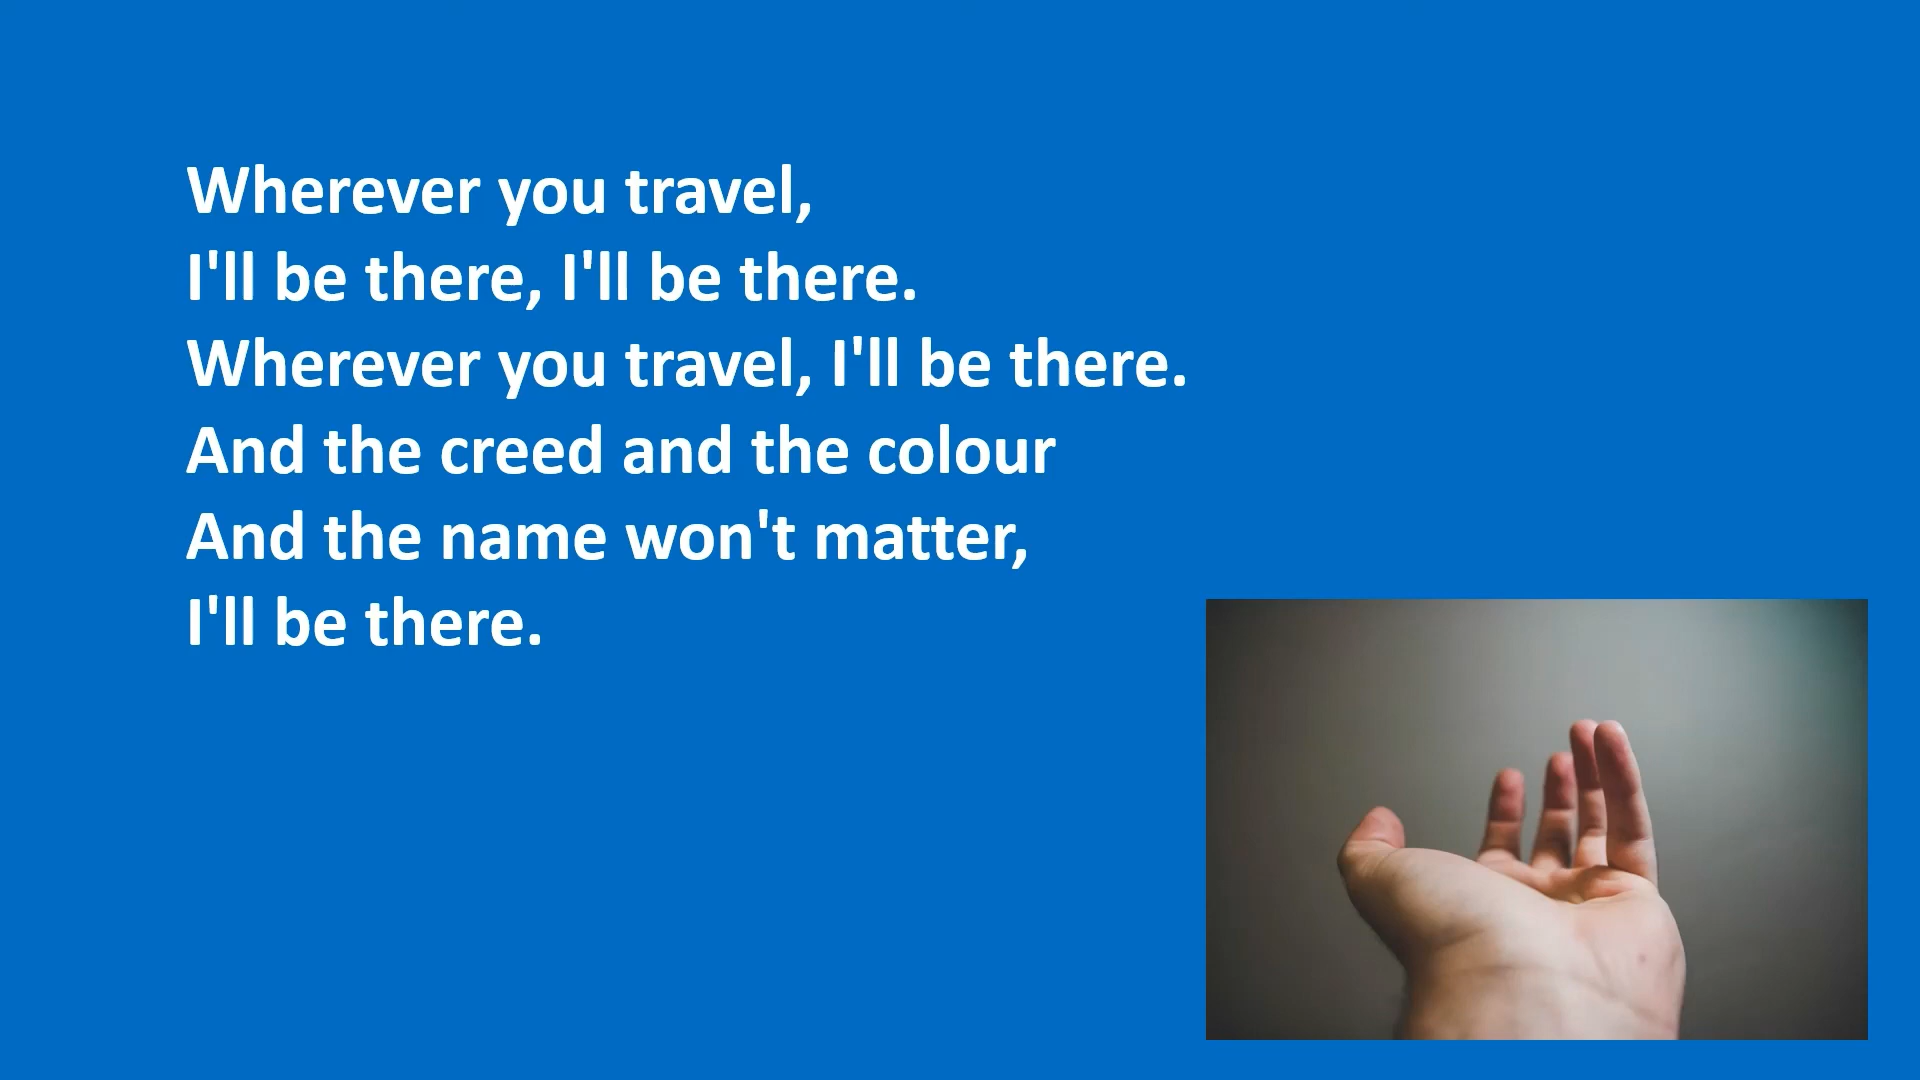 Wherever you travel,
I'll be there, I'll be there.
Wherever you travel, I'll be there.
And the creed and the colour
And the name won't matter,
I'll be there.